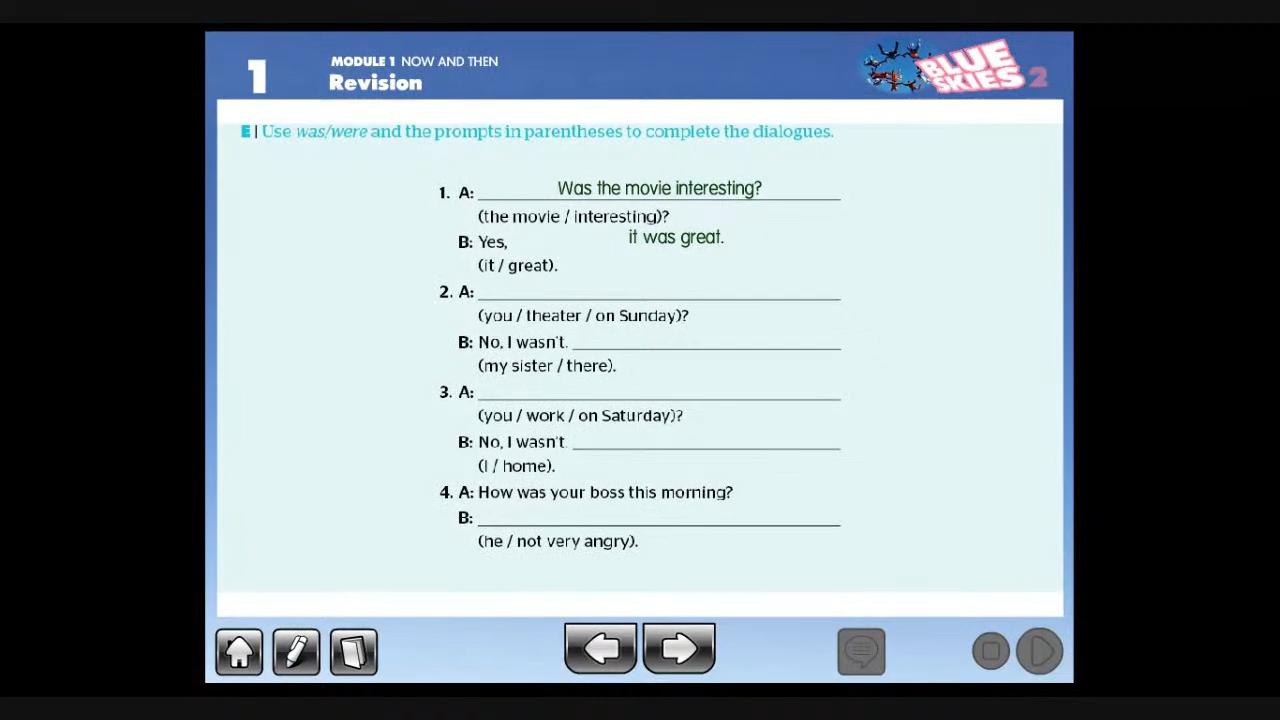 1
MODULE 1 NOW AND THEN
Revision
BLUE SKIES 2
E | Use was/were and the prompts in parentheses to complete the dialogues.
1. A: Was the movie interesting?
(the movie / interesting)?
B: Yes, it was great.
(it / great).
2. A:
(you / theater / on Sunday)?
B: No, I wasn't.
(my sister / there).
3. A:
(you / work / on Saturday)?
B: No, I wasn't.
(I / home).
4. A: How was your boss this morning?
B:
(he / not very angry).